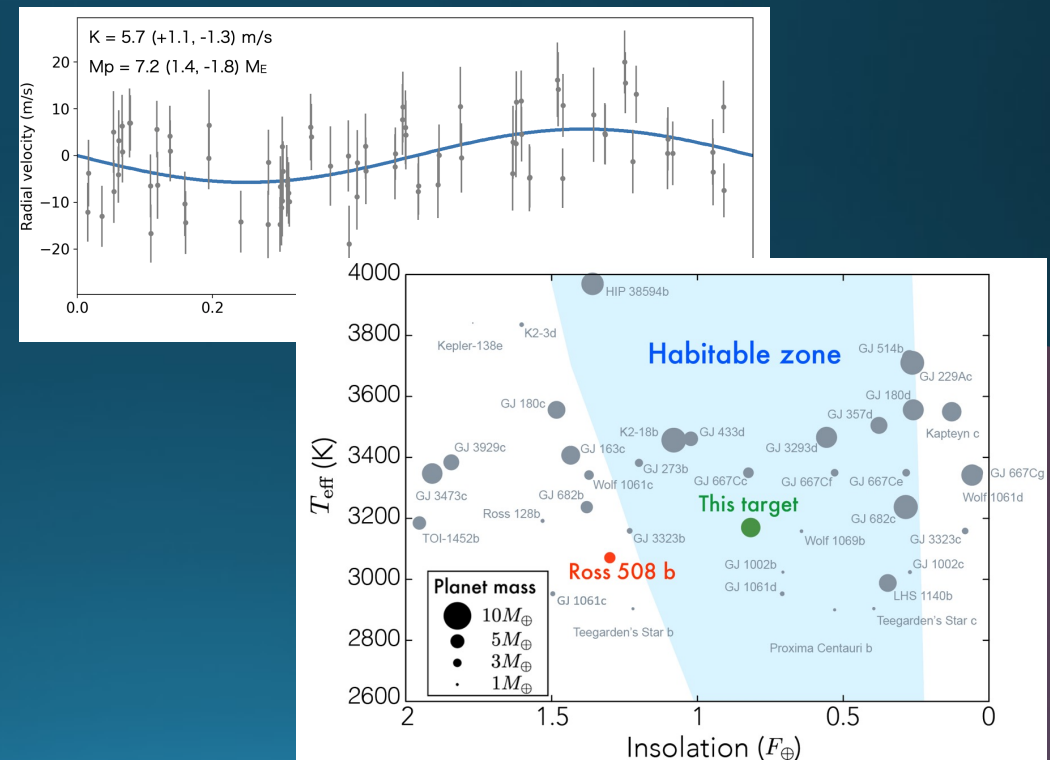 K = 5.7 (+1.1, -1.3) m/s
Mp = 7.2 (1.4, -1.8) ME
Radial velocity (m/s)
20
10
0
−10
−20
0.0
0.2
4000
3800
3600
3400
3200
3000
2800
2600
Teff (K)
HIP 38594b
Kepler-138e
K2-3d
Habitable zone
GJ 514b
GJ 229Ac
GJ 180c
GJ 180d
GJ 357d
Kapteyn c
K2-18b
GJ 433d
GJ 3293d
GJ 3929c
GJ 163c
GJ 273b
GJ 667Cc
GJ 667Cf
GJ 667Ce
GJ 667Cg
GJ 3473c
Wolf 1061c
Wolf 1061d
GJ 682b
Ross 128b
This target
GJ 682c
TOI-1452b
GJ 3323b
Wolf 1069b
GJ 3323c
Ross 508 b
GJ 1002b
GJ 1002c
GJ 1061d
LHS 1140b
GJ 1061c
Teegarden's Star b
Teegarden's Star c
Proxima Centauri b
Planet mass
10M⊕
5M⊕
3M⊕
1M⊕
2
1.5
1
0.5
0
Insolation (F⊕)